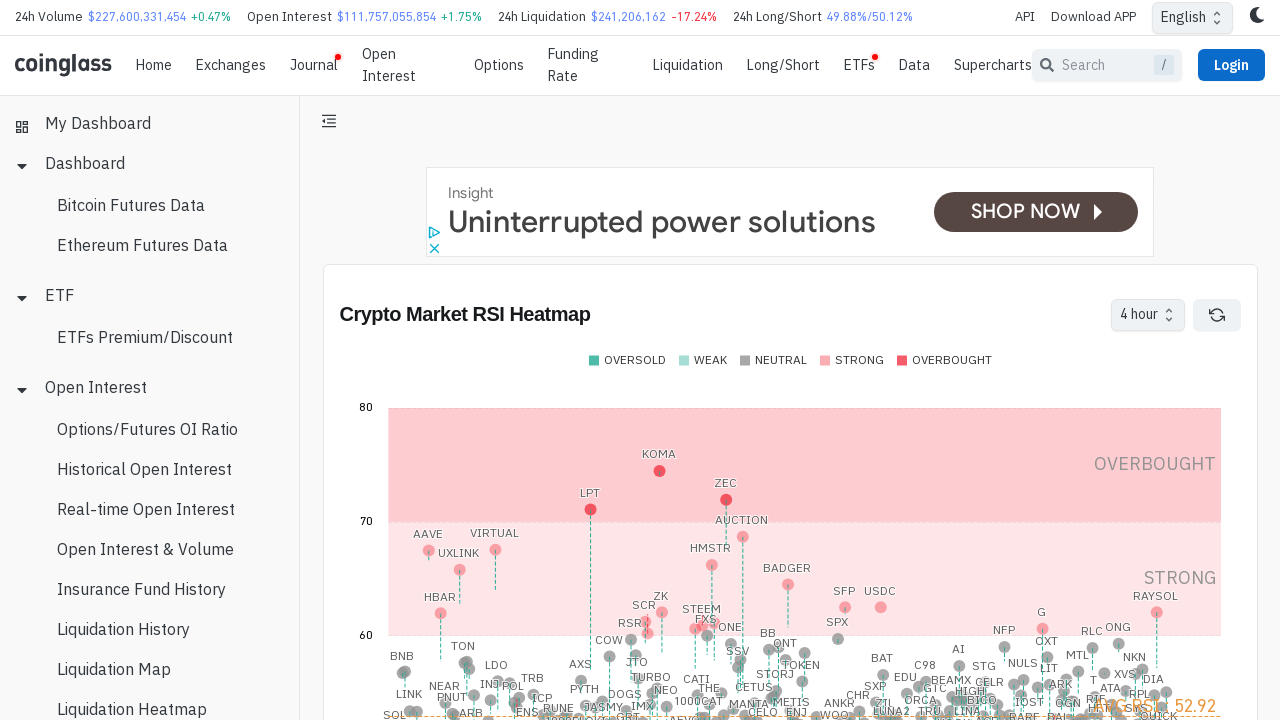 24h Volume $227,600,331,454 +0.47% Open Interest $111,757,055,854 +1.75% 24h Liquidation $241,206,162 -17.24% 24h Long/Short 49.88%/50.12% API Download APP English
coinglass Home Exchanges Journal Open Interest Options Funding Rate Liquidation Long/Short ETFs Data Supercharts Search / Login
My Dashboard
Dashboard
Bitcoin Futures Data
Ethereum Futures Data
ETF
ETFs Premium/Discount
Open Interest
Options/Futures OI Ratio
Historical Open Interest
Real-time Open Interest
Open Interest & Volume
Insurance Fund History
Liquidation History
Liquidation Map
Liquidation Heatmap
Insight
Uninterrupted power solutions
SHOP NOW
Crypto Market RSI Heatmap
4 hour
OVERSOLD WEAK NEUTRAL STRONG OVERBOUGHT
80
KOMA
OVERBOUGHT
ZEC
LPT
70 AUCTION
AAVE VIRTUAL
UXLINK HMSTR
BADGER
STRONG
HBAR ZK SFP USDC RAYSOL
SCR STEEM G
RSR FXS ONE SPX
60 BB NFP RLC ONG
TON COW ONT OXT
BNB AXS JTO SSV TOKEN BAT AI MTL NKN
LDO C98 STG NULS LIT
TRB TURBO CATI STORJ EDU T XVS DIA
NEAR INJ POL PYTH NEO THE CETUS SXP BEAMX CELR ARK ATA
LINK PNUT TCP DOGS 1000CAT METIS CHR GTC HIGH RPL
ARB RUNE JASMY IMX MANTA ANKR ZIL ORCA BICO IOST OGN
SOL ENS GRT CELO ENJ WOO LUNA2 LINA QUICK
AVG RSI : 52.92